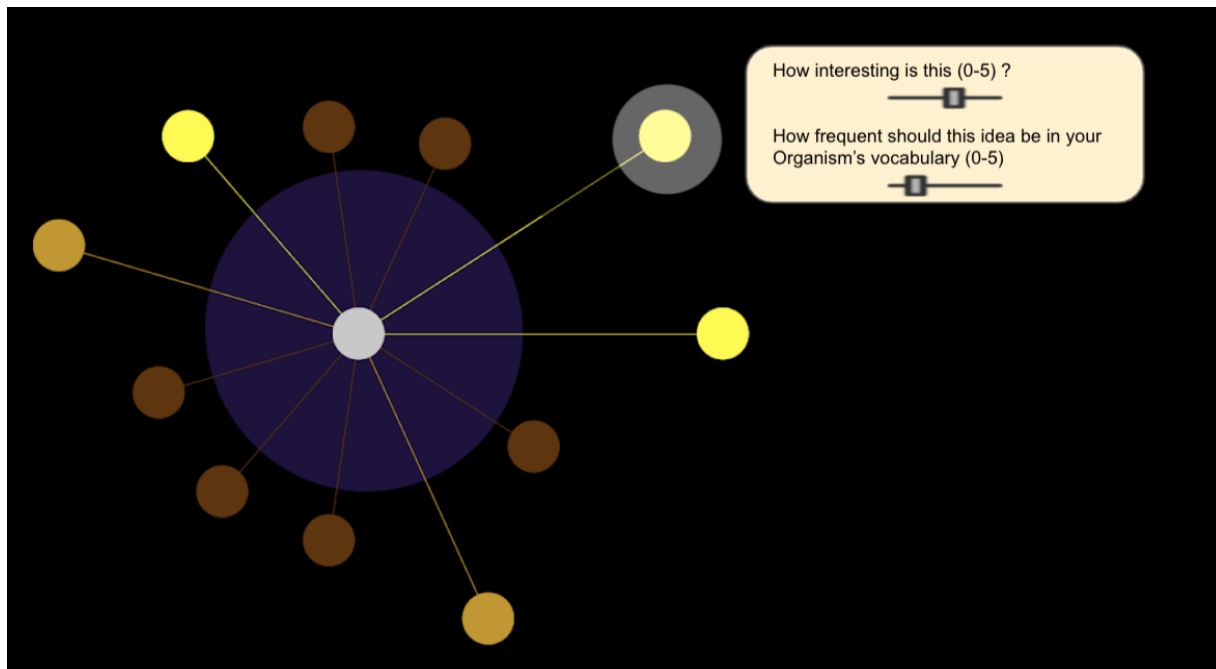 How interesting is this (0-5) ?
How frequent should this idea be in your
Organism's vocabulary (0-5)